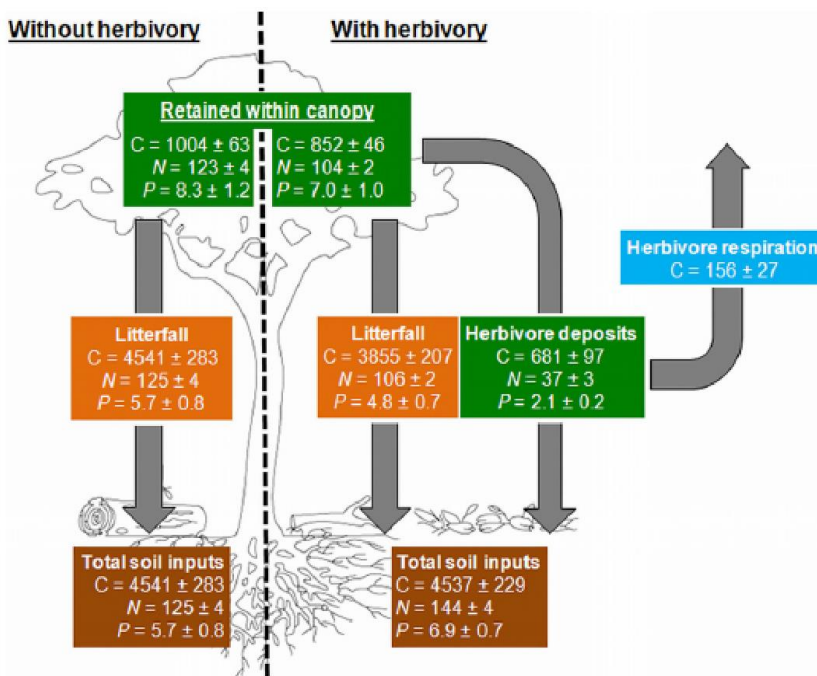 Without herbivory
With herbivory
Retained within canopy
C = 1004 ± 63
N = 123 ± 4
P = 8.3 ± 1.2
C = 852 ± 46
N = 104 ± 2
P = 7.0 ± 1.0
Herbivore respiration
C = 156 ± 27
Litterfall
C = 4541 ± 283
N = 125 ± 4
P = 5.7 ± 0.8
Litterfall
C = 3855 ± 207
N = 106 ± 2
P = 4.8 ± 0.7
Herbivore deposits
C = 681 ± 97
N = 37 ± 3
P = 2.1 ± 0.2
Total soil inputs
C = 4541 ± 283
N = 125 ± 4
P = 5.7 ± 0.8
Total soil inputs
C = 4537 ± 229
N = 144 ± 4
P = 6.9 ± 0.7